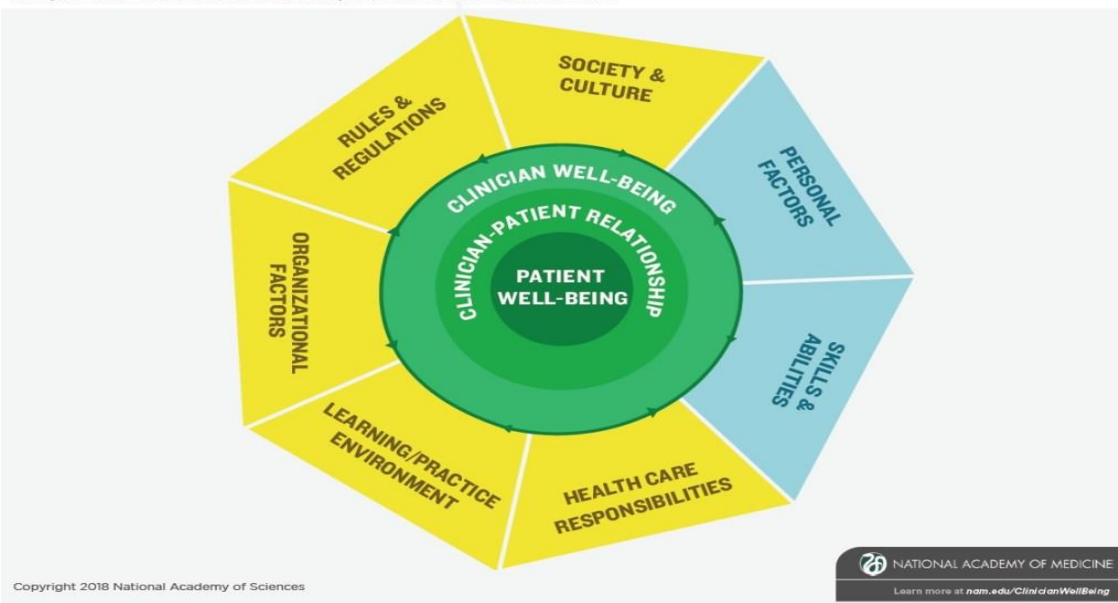 SOCIETY &
CULTURE
RULES &
REGULATIONS
PERSONAL
FACTORS
ORGANIZATIONAL
FACTORS
SKILLS &
ABILITIES
LEARNING/PRACTICE
ENVIRONMENT
HEALTH CARE
RESPONSIBILITIES
CLINICIAN WELL-BEING
CLINICIAN-PATIENT RELATIONSHIP
PATIENT
WELL-BEING
Copyright 2018 National Academy of Sciences
NATIONAL ACADEMY OF MEDICINE
Learn more at nam.edu/ClinicianWellBeing